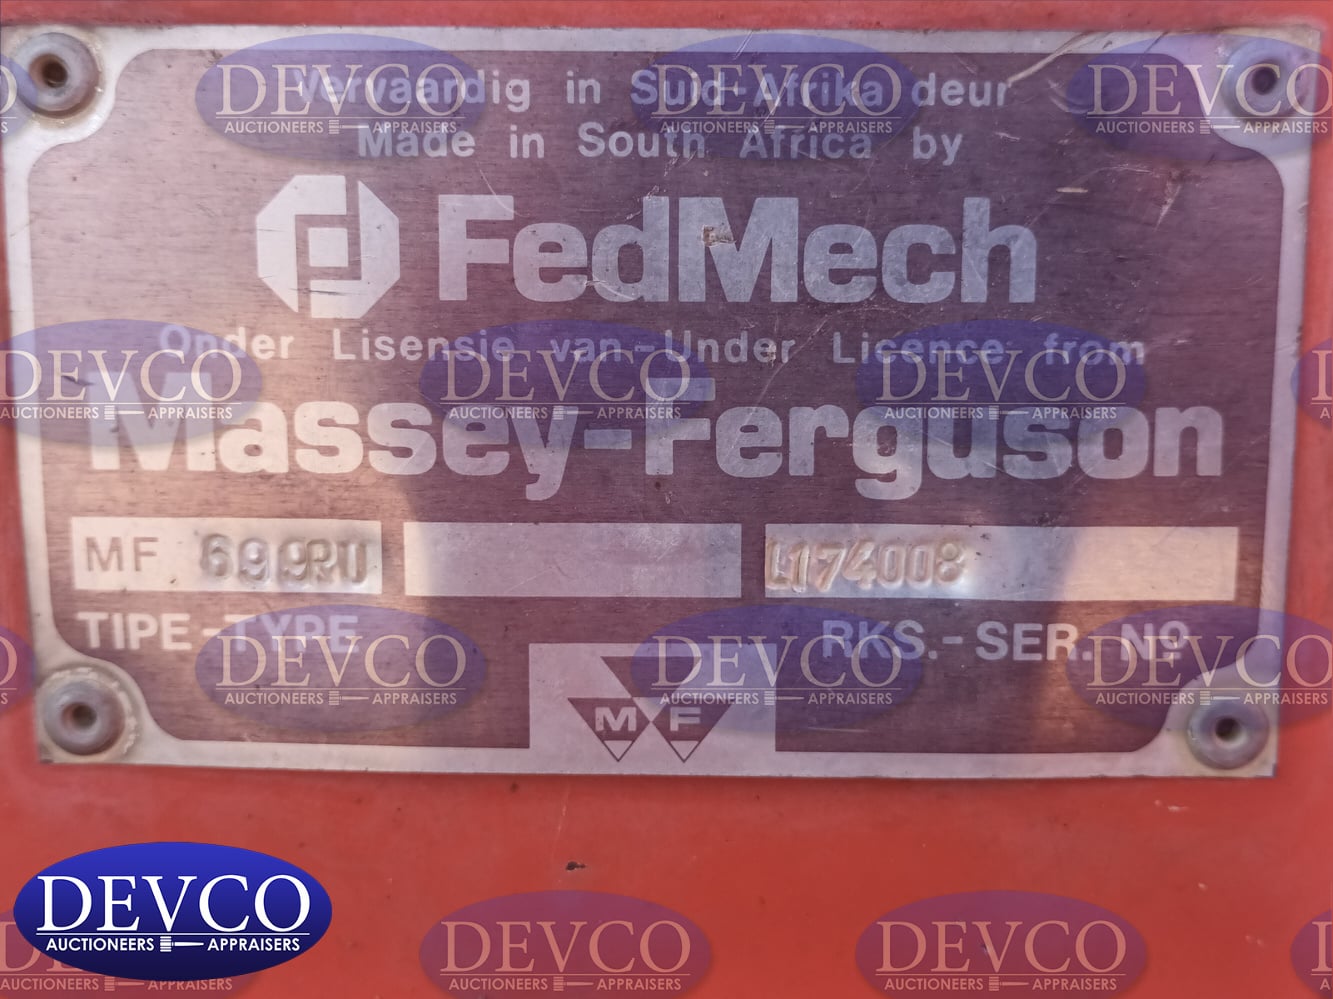 Vervaardig in Suid-Afrika deur
Made in South Africa by
FedMech
Onder Lisensie van - Under Licence from
Massey-Ferguson
MF 699RU L174008
TIPE - TYPE RKS. - SER. Nº
MF
DEVCO
AUCTIONEERS APPRAISERS